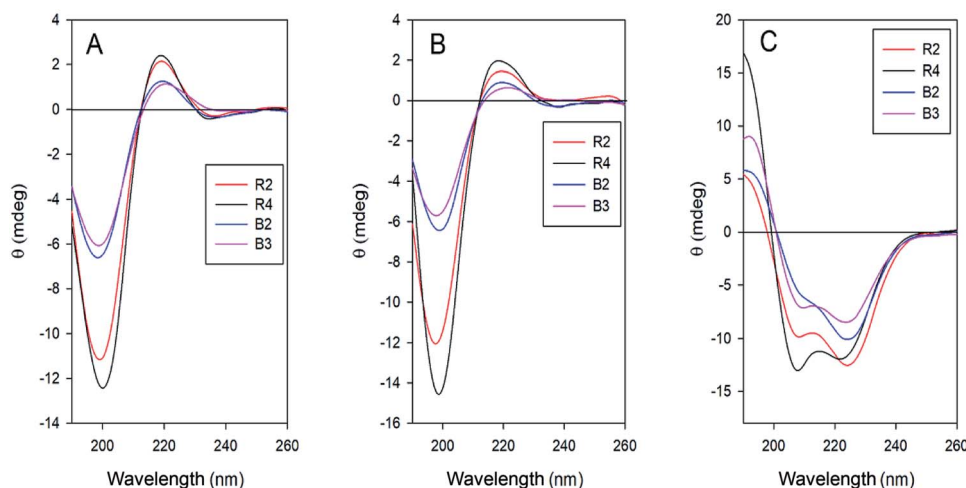 A
4
2
0
-2
-4
-6
-8
-10
-12
-14
θ (mdeg)
R2
R4
B2
B3
200 220 240 260
Wavelength (nm)
B
4
2
0
-2
-4
-6
-8
-10
-12
-14
-16
θ (mdeg)
R2
R4
B2
B3
200 220 240 260
Wavelength (nm)
C
20
15
10
5
0
-5
-10
-15
θ (mdeg)
R2
R4
B2
B3
200 220 240 260
Wavelength (nm)